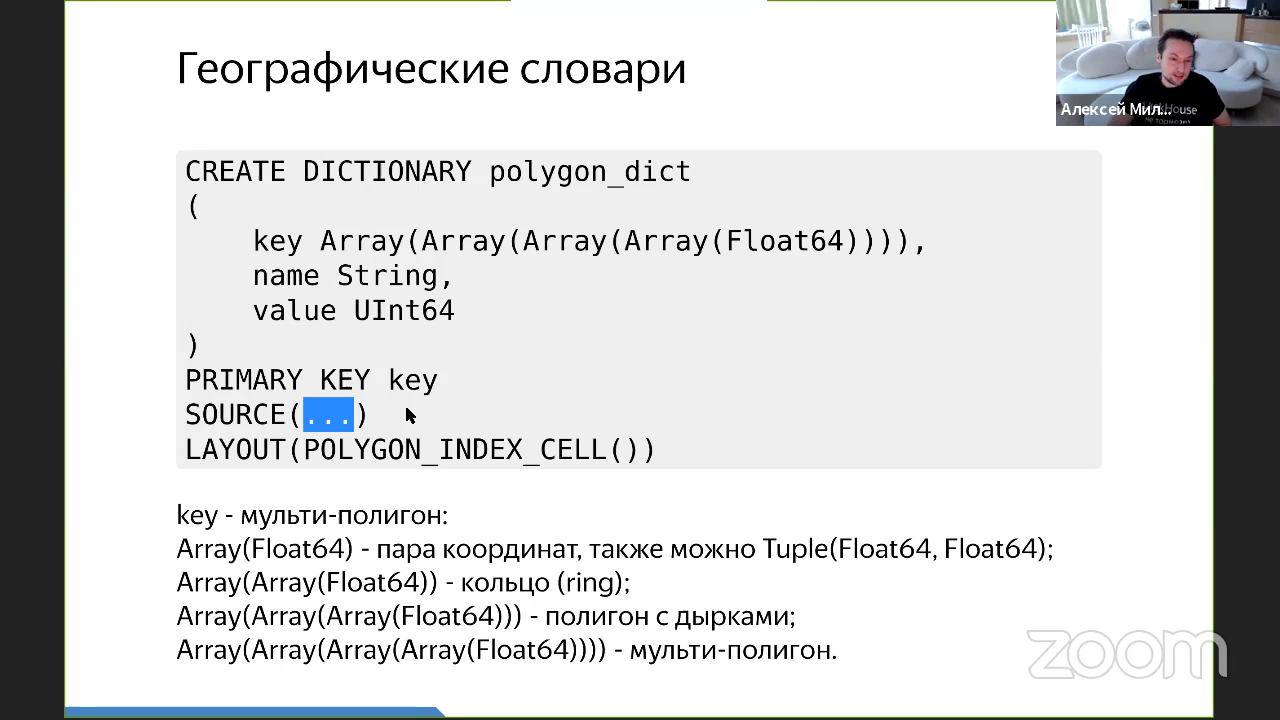 Географические словари
Алексей Мил...
CREATE DICTIONARY polygon_dict
(
    key Array(Array(Array(Array(Float64)))),
    name String,
    value UInt64
)
PRIMARY KEY key
SOURCE(...)
LAYOUT(POLYGON_INDEX_CELL())
key - мульти-полигон:
Array(Float64) - пара координат, также можно Tuple(Float64, Float64);
Array(Array(Float64)) - кольцо (ring);
Array(Array(Array(Float64))) - полигон с дырками;
Array(Array(Array(Array(Float64)))) - мульти-полигон.
zoom